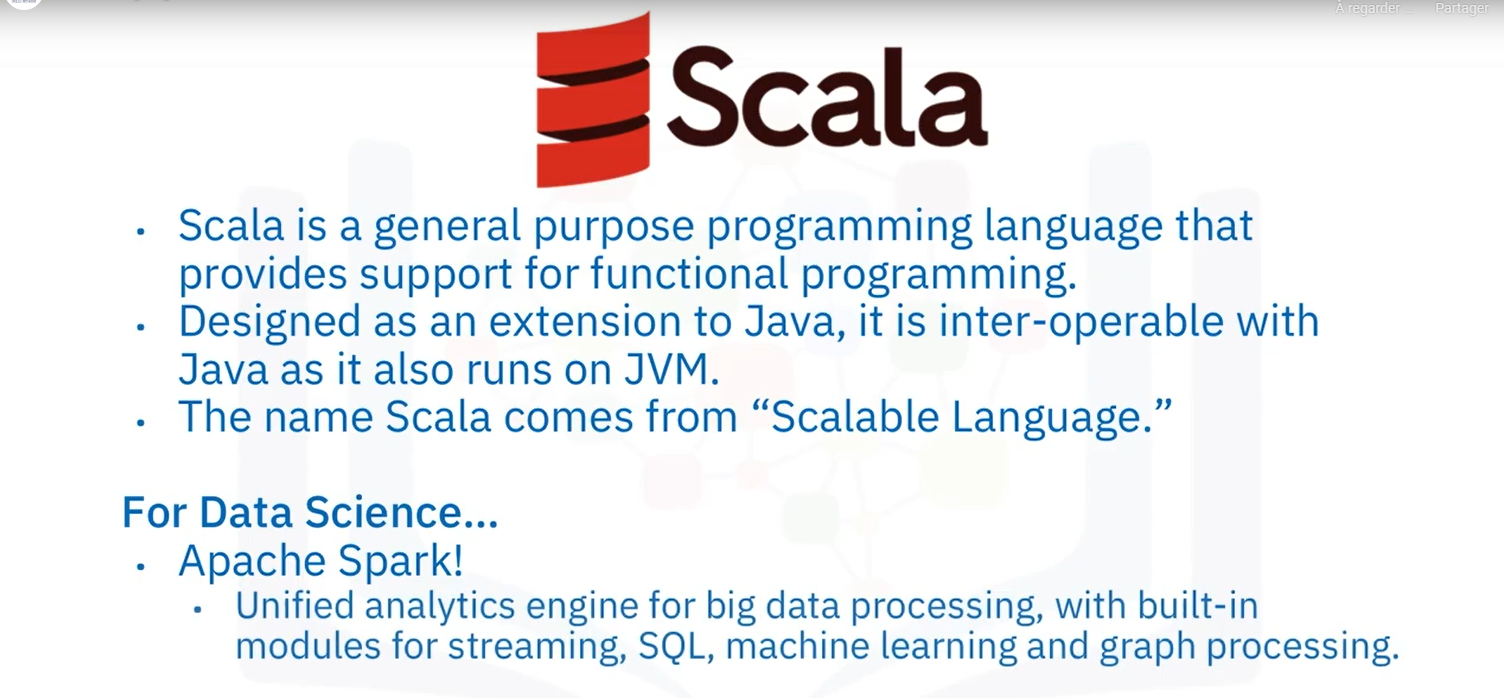 À regarder ... Partager
Scala
• Scala is a general purpose programming language that
provides support for functional programming.
• Designed as an extension to Java, it is inter-operable with
Java as it also runs on JVM.
• The name Scala comes from “Scalable Language.”
For Data Science...
• Apache Spark!
• Unified analytics engine for big data processing, with built-in
modules for streaming, SQL, machine learning and graph processing.